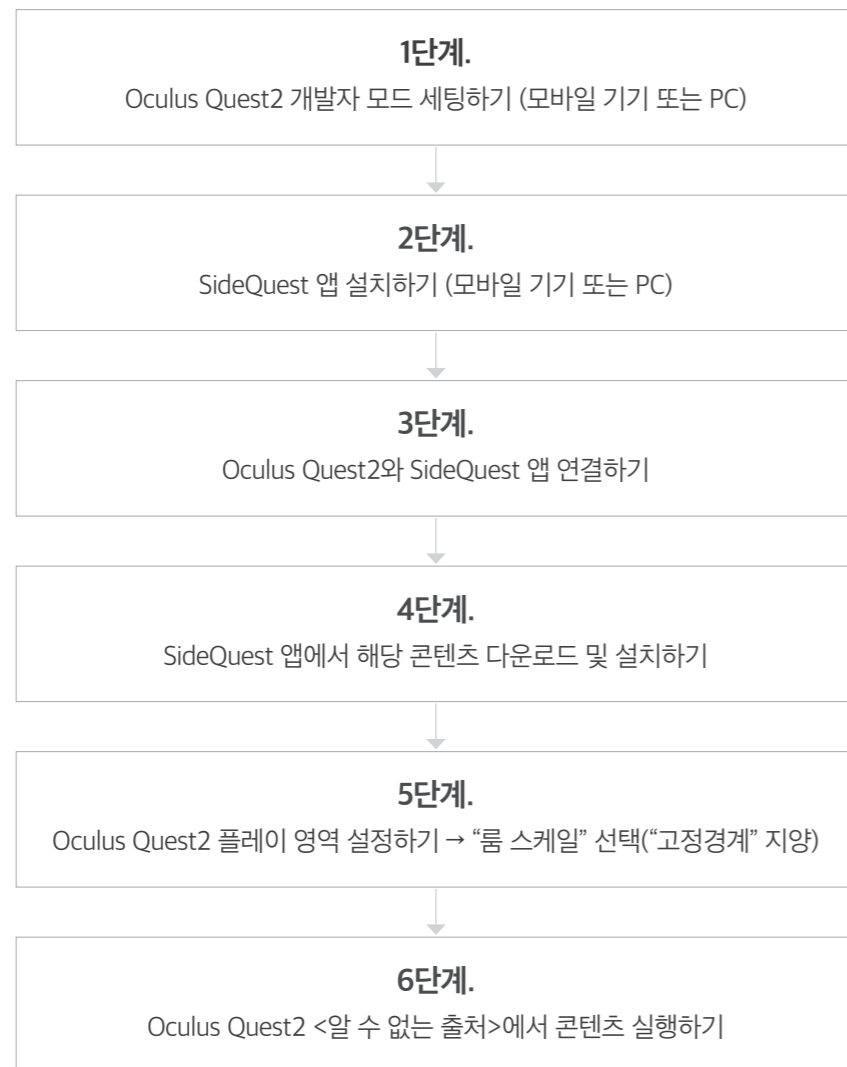 1단계.
Oculus Quest2 개발자 모드 세팅하기 (모바일 기기 또는 PC)
2단계.
SideQuest 앱 설치하기 (모바일 기기 또는 PC)
3단계.
Oculus Quest2와 SideQuest 앱 연결하기
4단계.
SideQuest 앱에서 해당 콘텐츠 다운로드 및 설치하기
5단계.
Oculus Quest2 플레이 영역 설정하기 → “룸 스케일” 선택(“고정경계” 지양)
6단계.
Oculus Quest2 <알 수 없는 출처>에서 콘텐츠 실행하기